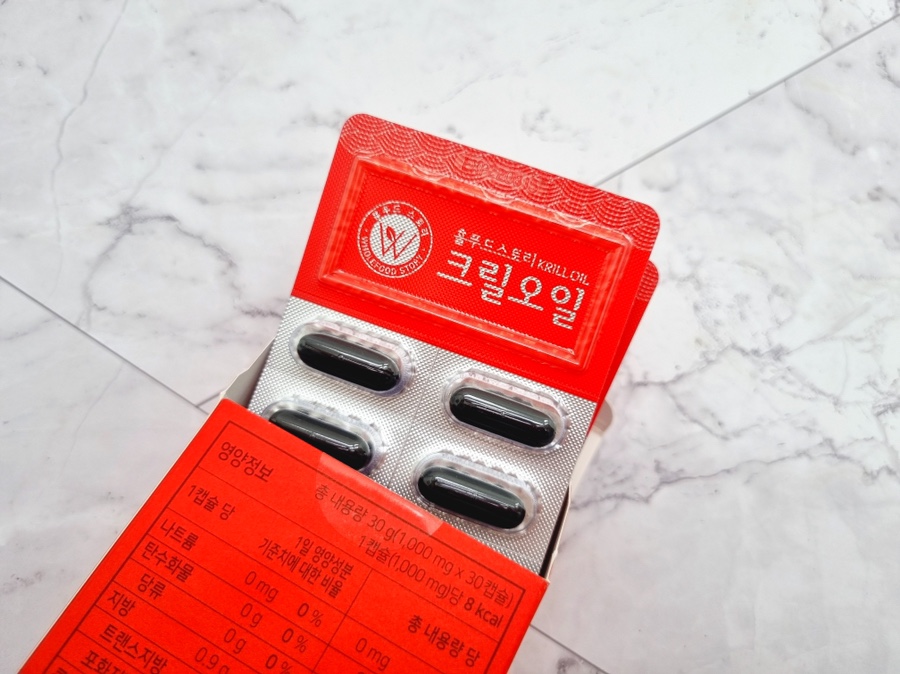 홀푸드스토리
WHOLEFOOD STORY
홀푸드스토리 KRILL OIL
크릴오일
영양정보
총 내용량 30 g(1,000 mg x 30캡슐)
1캡슐(1,000 mg)당 8 kcal
1캡슐 당
1일 영양성분
기준치에 대한 비율
총 내용량 당
나트륨 0 mg 0 % 0 mg
탄수화물 0 g 0 %
당류 0 g 0 %
지방 0.9
트랜스지방